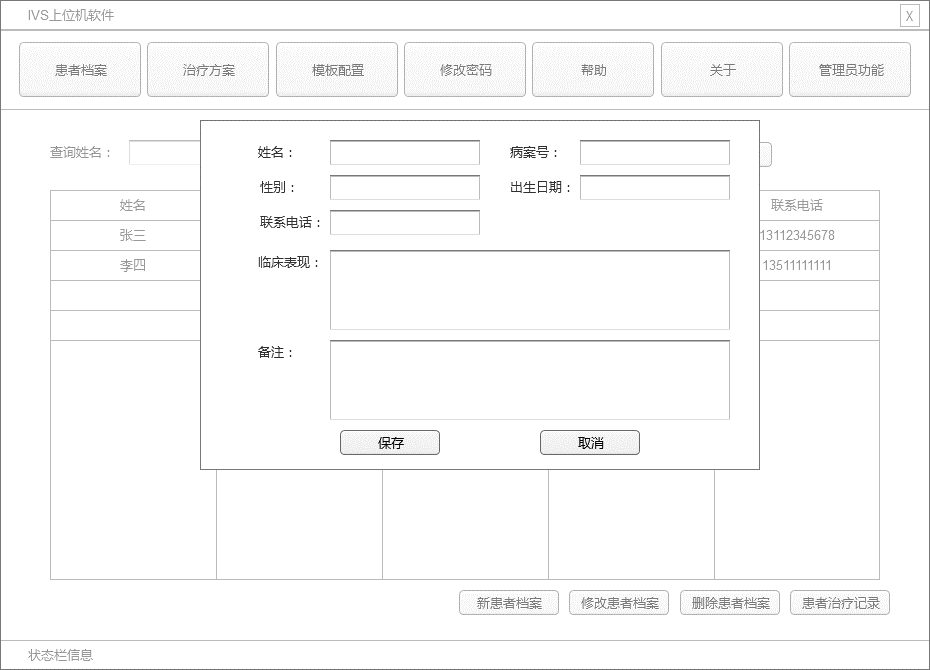 IVS上位机软件 X
患者档案 治疗方案 模板配置 修改密码 帮助 关于 管理员功能
查询姓名：
姓名： 病案号：
性别： 出生日期：
联系电话：
临床表现：
备注：
保存 取消
姓名 联系电话
张三 13112345678
李四 13511111111
新患者档案 修改患者档案 删除患者档案 患者治疗记录
状态栏信息